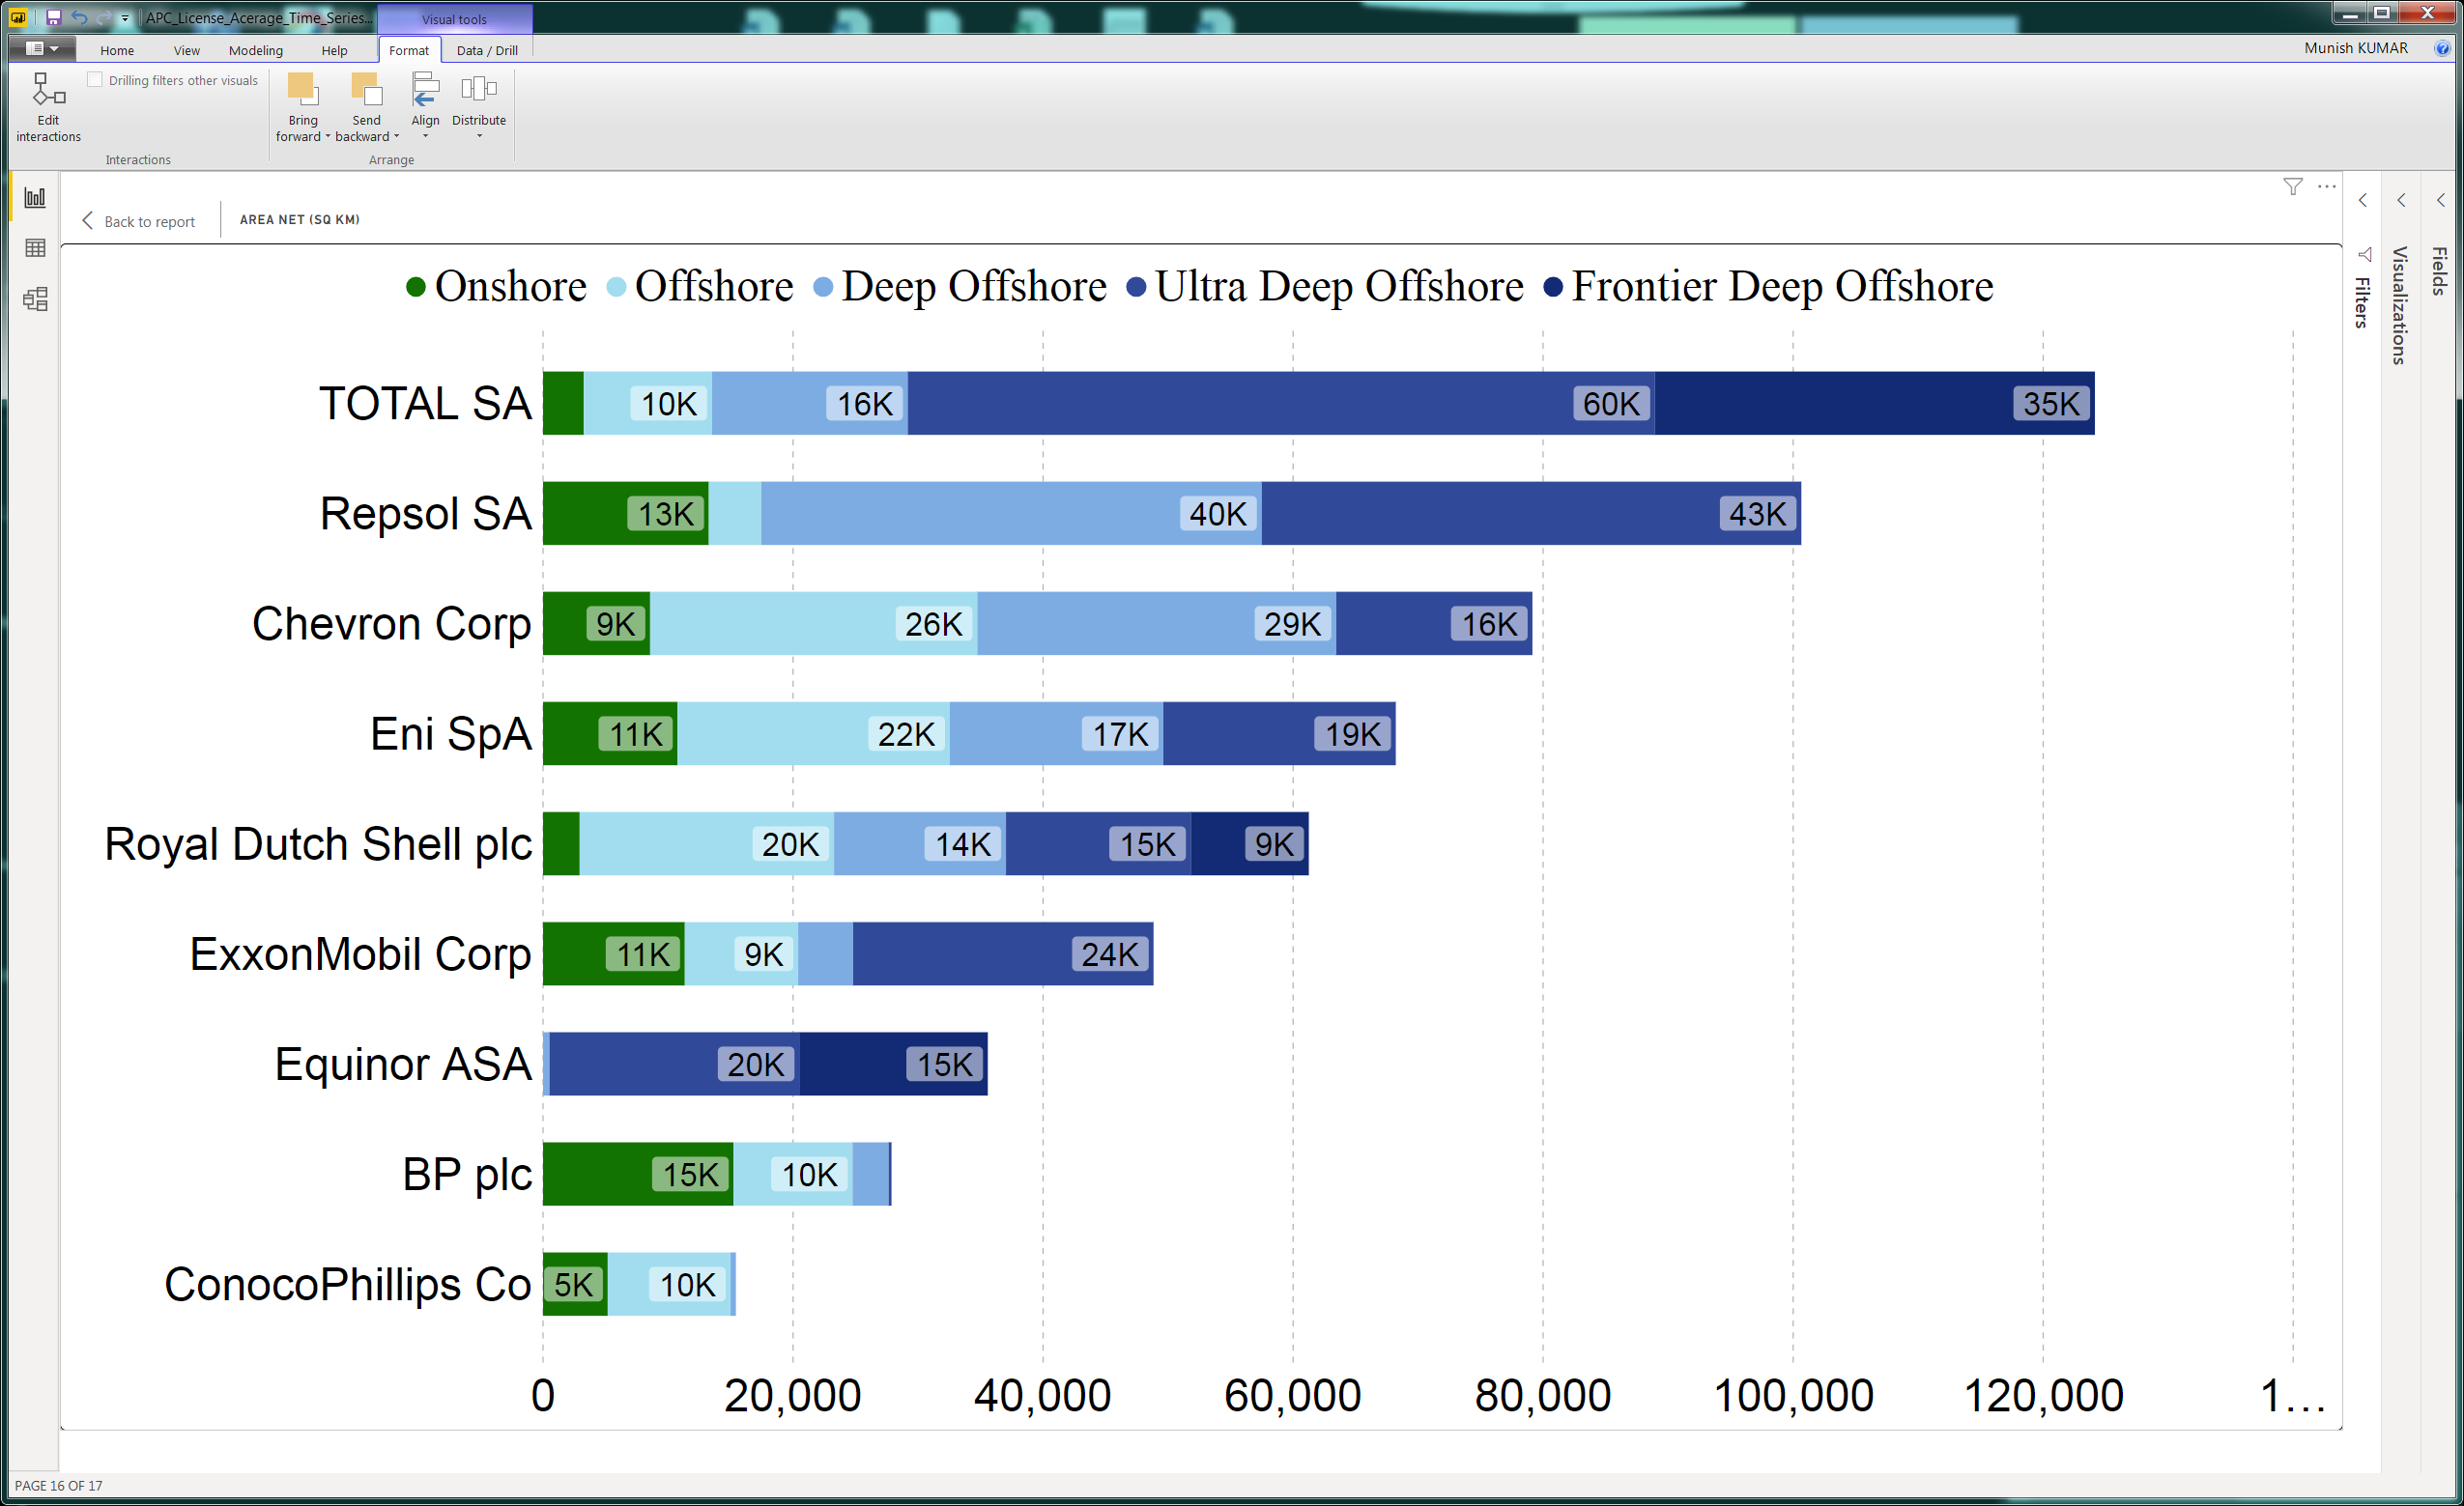 APC_License_Acerage_Time_Series...
Visual tools
Home View Modeling Help Format Data / Drill
Munish KUMAR
Drilling filters other visuals
Edit interactions
Bring forward
Send backward
Align
Distribute
Interactions
Arrange
Back to report
AREA NET (SQ KM)
Filters
Visualizations
Fields
Onshore Offshore Deep Offshore Ultra Deep Offshore Frontier Deep Offshore
TOTAL SA 10K 16K 60K 35K
Repsol SA 13K 40K 43K
Chevron Corp 9K 26K 29K 16K
Eni SpA 11K 22K 17K 19K
Royal Dutch Shell plc 20K 14K 15K 9K
ExxonMobil Corp 11K 9K 24K
Equinor ASA 20K 15K
BP plc 15K 10K
ConocoPhillips Co 5K 10K
0 20,000 40,000 60,000 80,000 100,000 120,000 1...
PAGE 16 OF 17